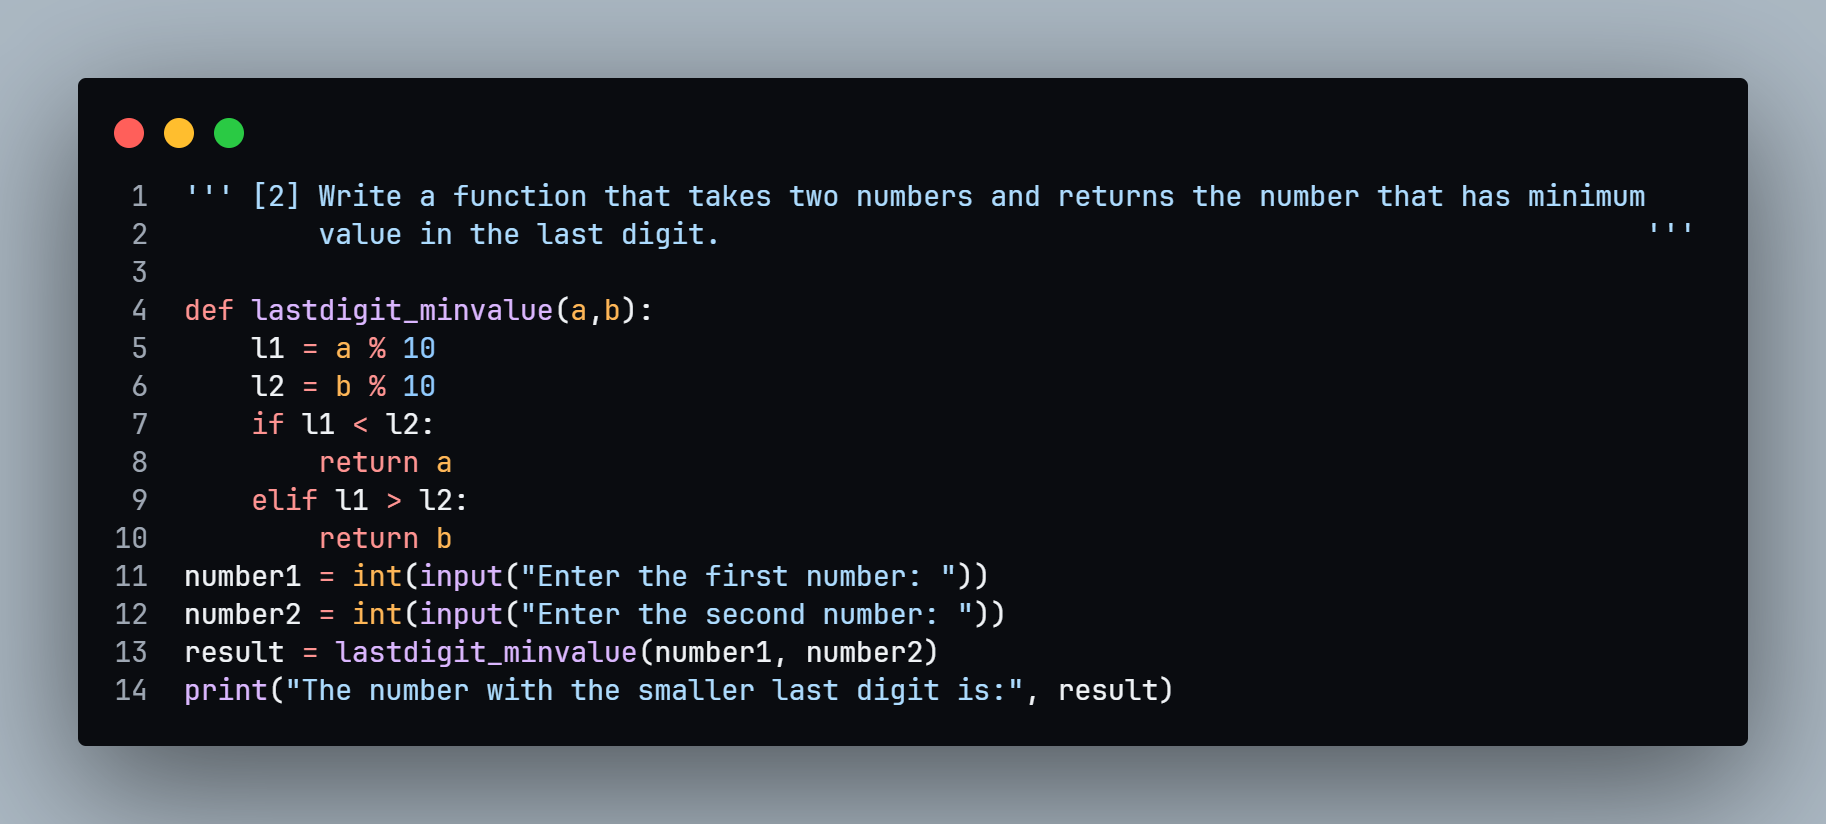 1 ''' [2] Write a function that takes two numbers and returns the number that has minimum
2         value in the last digit.                                                       '''
3
4 def lastdigit_minvalue(a,b):
5     l1 = a % 10
6     l2 = b % 10
7     if l1 < l2:
8         return a
9     elif l1 > l2:
10         return b
11 number1 = int(input("Enter the first number: "))
12 number2 = int(input("Enter the second number: "))
13 result = lastdigit_minvalue(number1, number2)
14 print("The number with the smaller last digit is:", result)